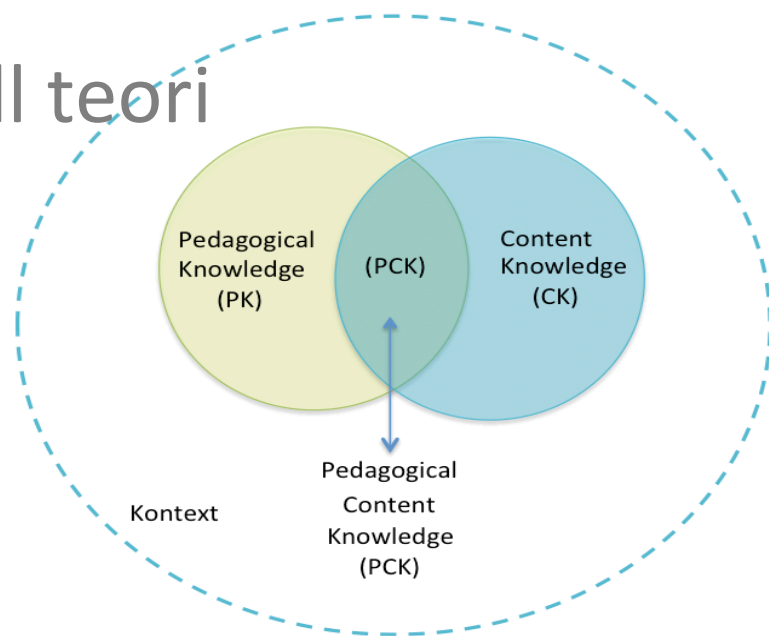 ll teori
Pedagogical
Knowledge
(PK)
(PCK)
Content
Knowledge
(CK)
Pedagogical
Content
Knowledge
(PCK)
Kontext